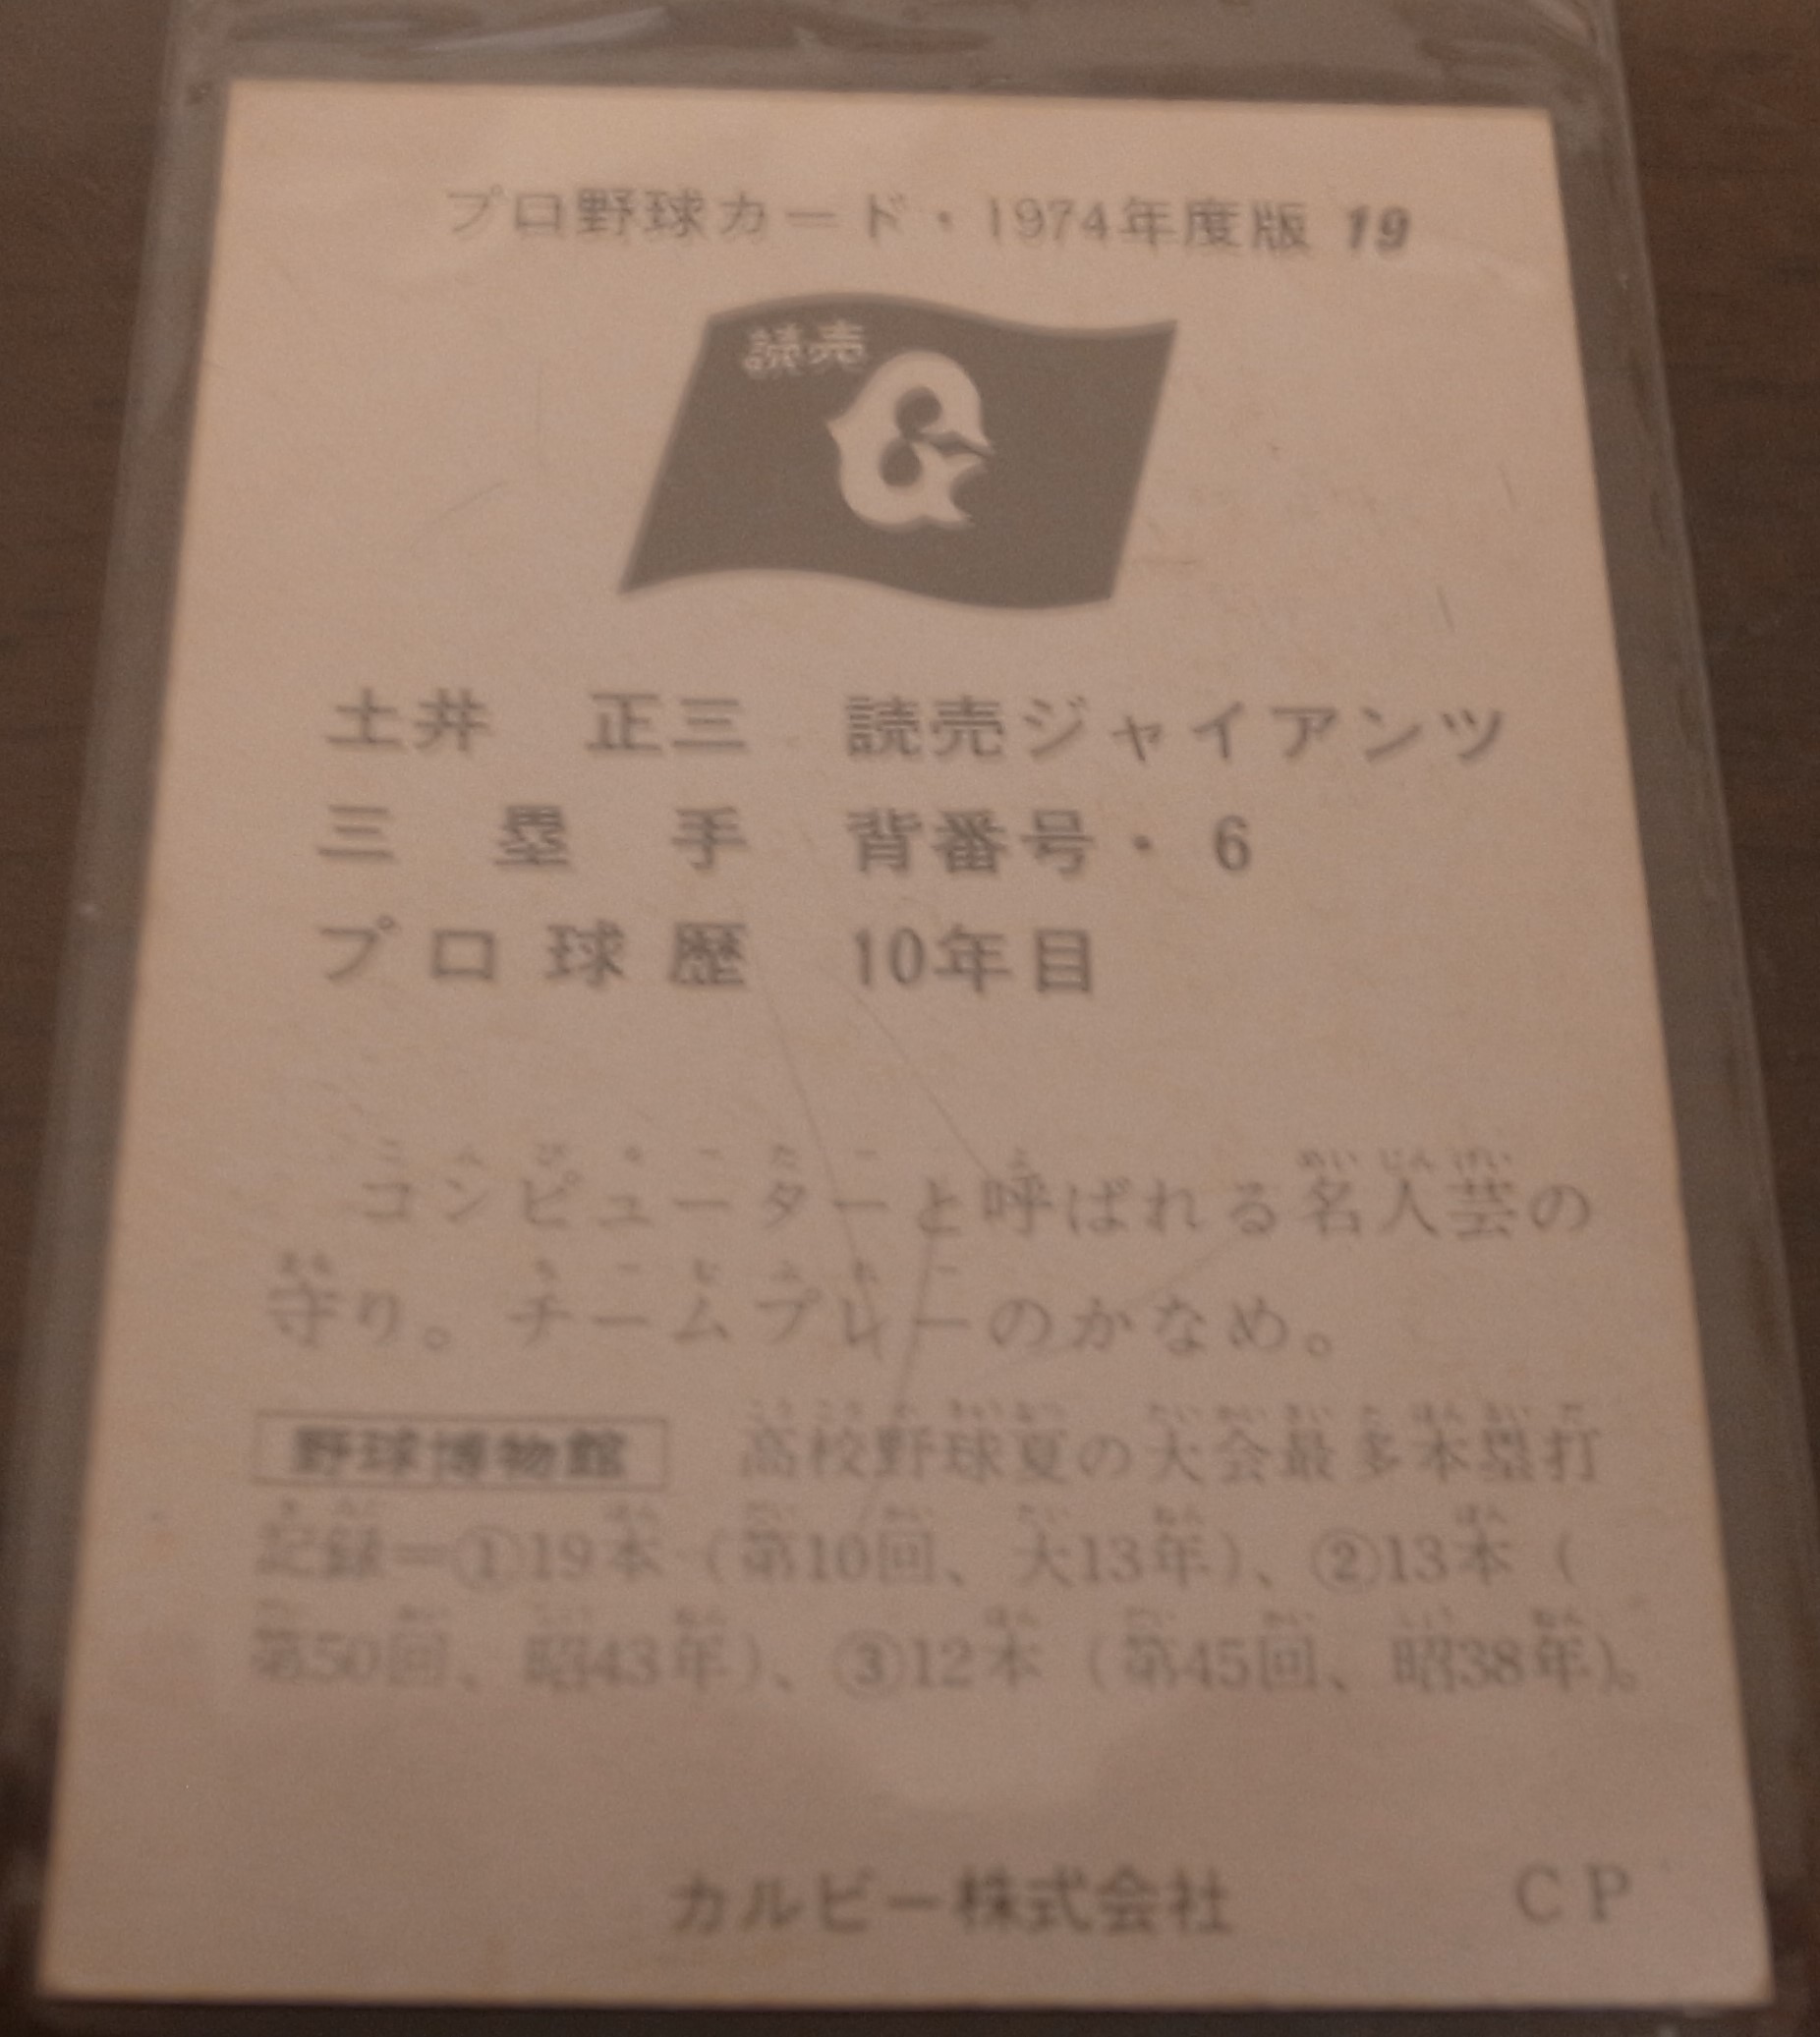 プロ野球カード・1974年度版 19
読売
G
土井 正三 読売ジャイアンツ
三塁手 背番号・6
プロ球歴 10年目
コンピューターと呼ばれる名人芸の
守り。チームプレーのかなめ。
野球博物館 高校野球夏の大会最多本塁打
記録=①19本(第10回、大13年)、②13本(
第50回、昭43年)、③12本(第45回、昭38年)。
カルビー株式会社 CP